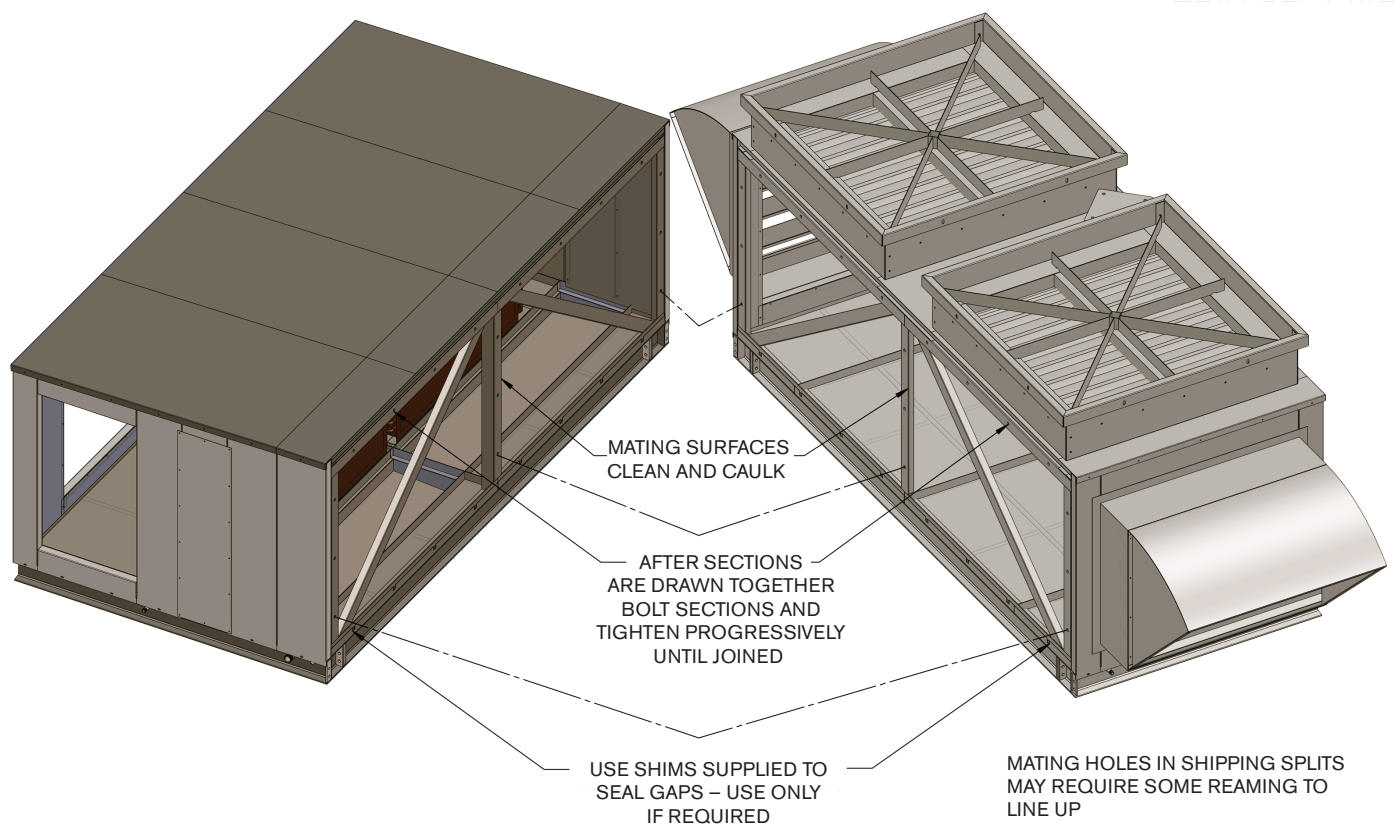 MATING SURFACES
CLEAN AND CAULK
AFTER SECTIONS
ARE DRAWN TOGETHER
BOLT SECTIONS AND
TIGHTEN PROGRESSIVELY
UNTIL JOINED
USE SHIMS SUPPLIED TO
SEAL GAPS – USE ONLY
IF REQUIRED
MATING HOLES IN SHIPPING SPLITS
MAY REQUIRE SOME REAMING TO
LINE UP